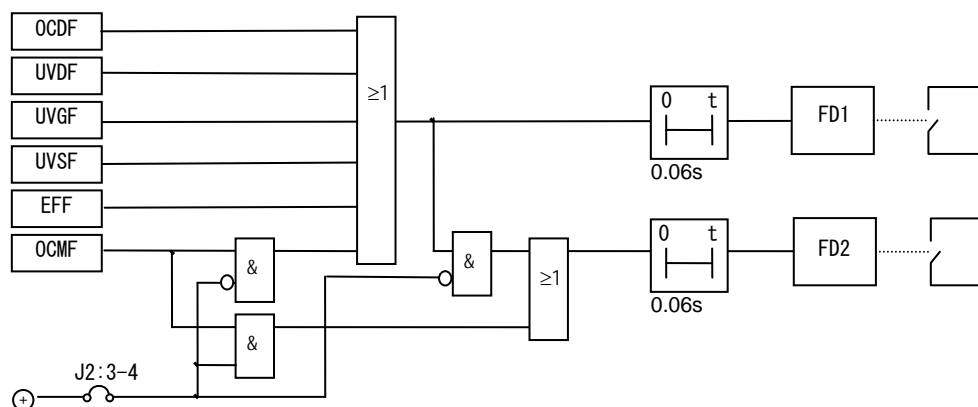 OCDF
UVDF
UVGF
UVSF
EFF
OCMF
≥1
0 t
0.06s
FD1
&
&
&
≥1
0 t
0.06s
FD2
J2:3-4
+